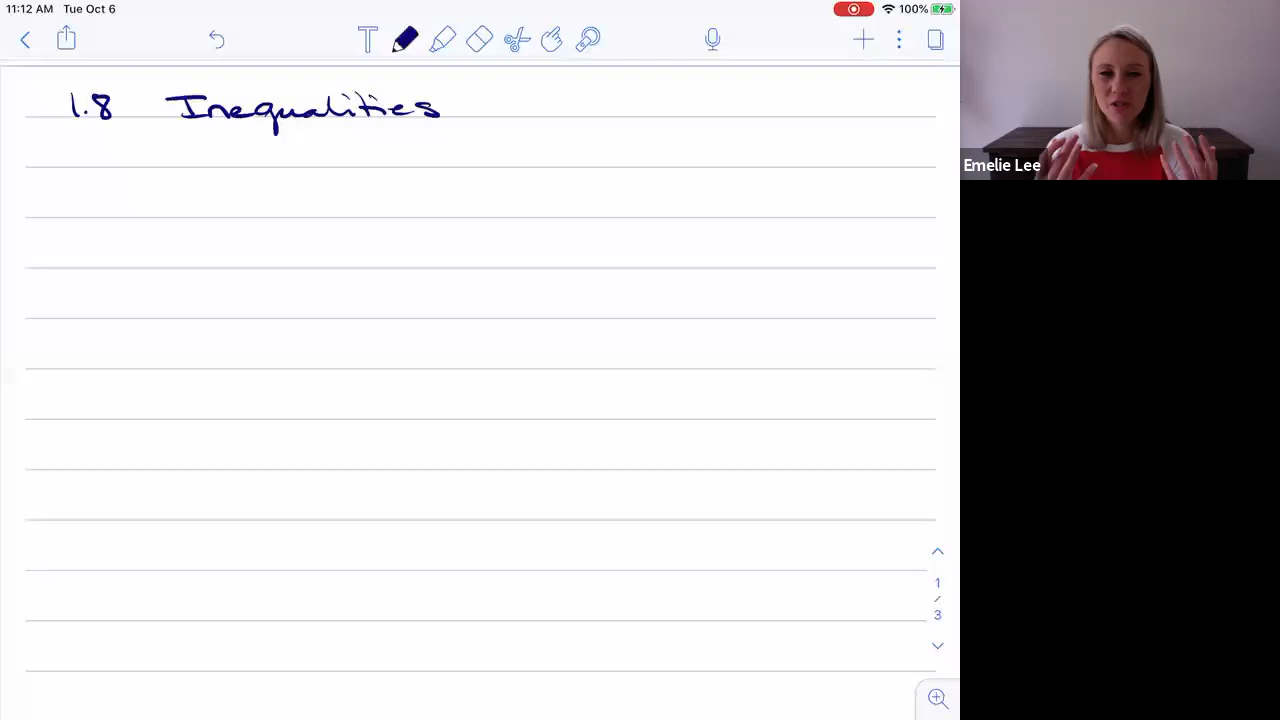 11:12 AM Tue Oct 6
100%
T
1.8 Inequalities
Emelie Lee
1
/
3